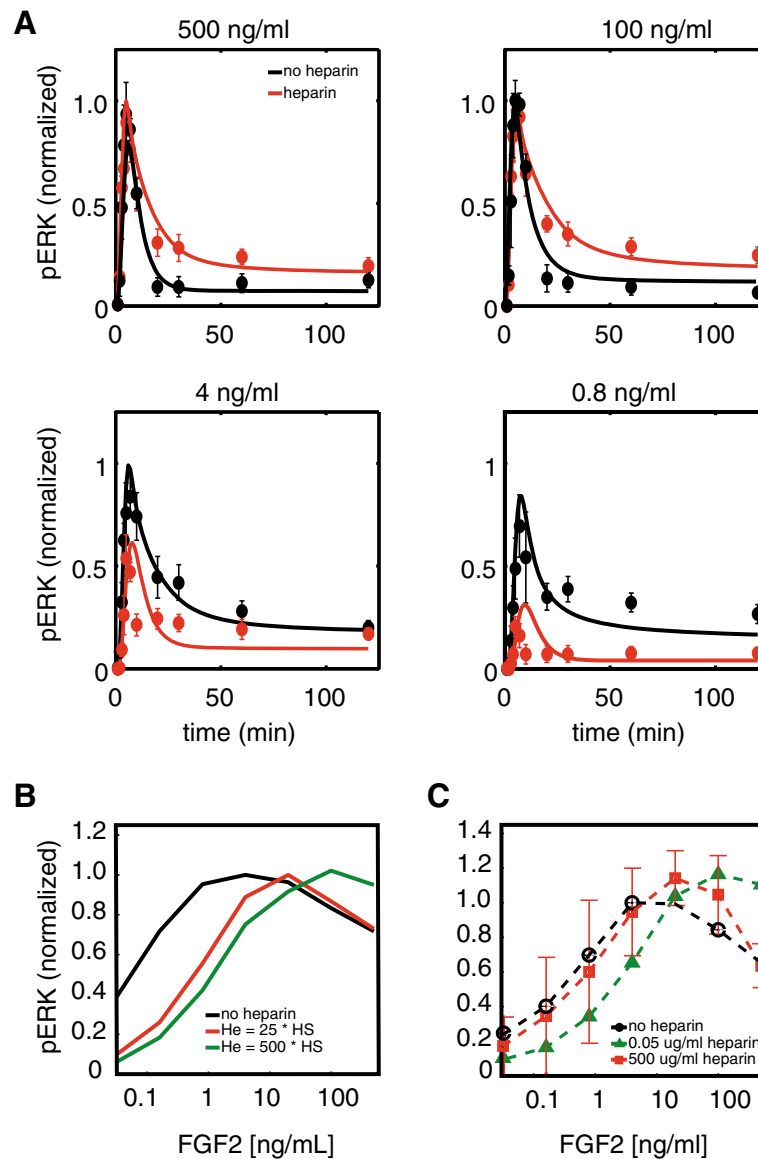 A
500 ng/ml
100 ng/ml
pERK (normalized)
1.0
0.5
0
no heparin
heparin
0
50
100
1.0
0.5
0
0
50
100
4 ng/ml
0.8 ng/ml
pERK (normalized)
1
0.5
0
0
50
100
time (min)
1
0.5
0
0
50
100
time (min)
B
C
pERK (normalized)
1.2
1.0
0.8
0.6
0.4
0.2
0
no heparin
He = 25 * HS
He = 500 * HS
0.1
1
10
100
FGF2 [ng/mL]
1.4
1.2
1.0
0.8
0.6
0.4
0.2
0
no heparin
0.05 ug/ml heparin
500 ug/ml heparin
0.1
1
10
100
FGF2 [ng/ml]